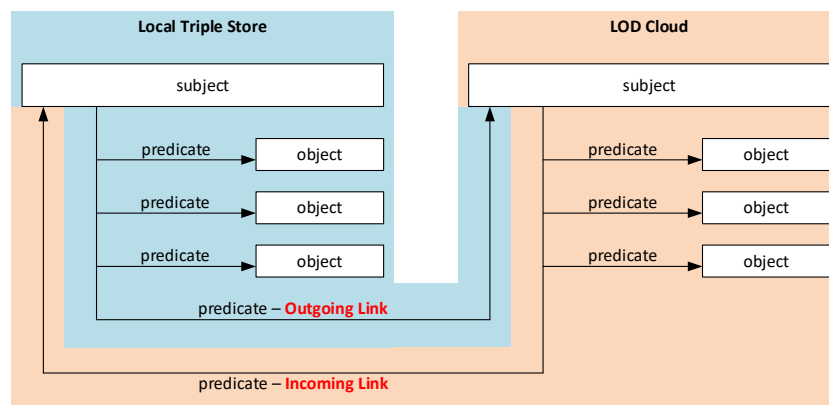 Local Triple Store
LOD Cloud
subject
subject
predicate
object
predicate
object
predicate
object
predicate
object
predicate
object
predicate
object
predicate – Outgoing Link
predicate – Incoming Link